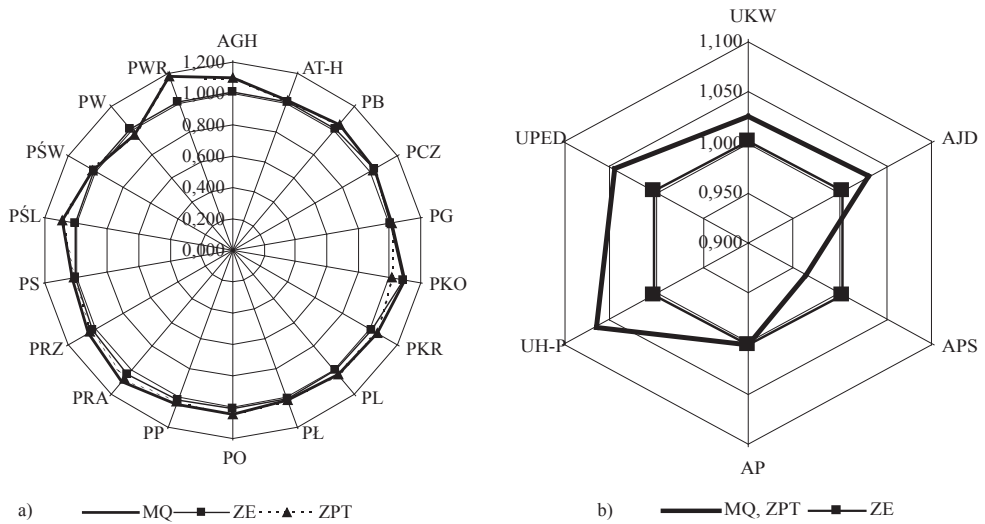 AGH
1,200
1,000
0,800
0,600
0,400
0,200
0,000
AT-H
PB
PCZ
PG
PKO
PKR
PL
PŁ
PO
PP
PRA
PRZ
PS
PŚL
PŚW
PW
PWR
a) MQ ZE ZPT
UKW
1,100
1,050
1,000
0,950
0,900
AJD
APS
AP
UH-P
UPED
b) MQ, ZPT ZE